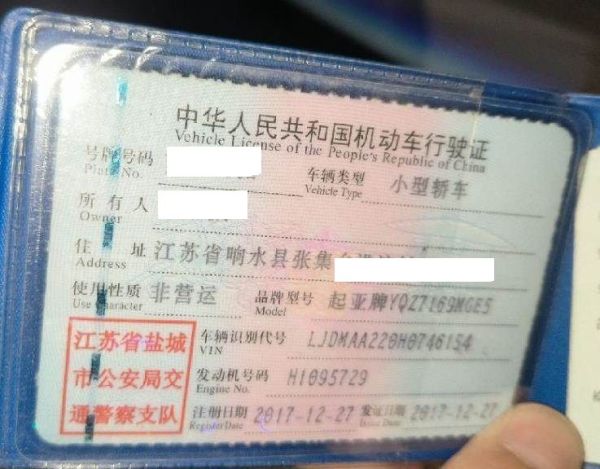 中华人民共和国机动车行驶证
Vehicle License of the People's Republic of China
号牌号码 车辆类型 小型轿车
Plate No. Vehicle Type
所有人
Owner
住址 江苏省响水县张集
Address
使用性质 非营运 品牌型号 起亚牌YQZ7169MGE5
Use Character Model
江苏省盐城
市公安局交
通警察支队
车辆识别代号 LJDMAA220H0746154
VIN
发动机号码 H1095729
Engine No.
注册日期 2017-12-27 发证日期 2017-12-27
Register Date Issue Date